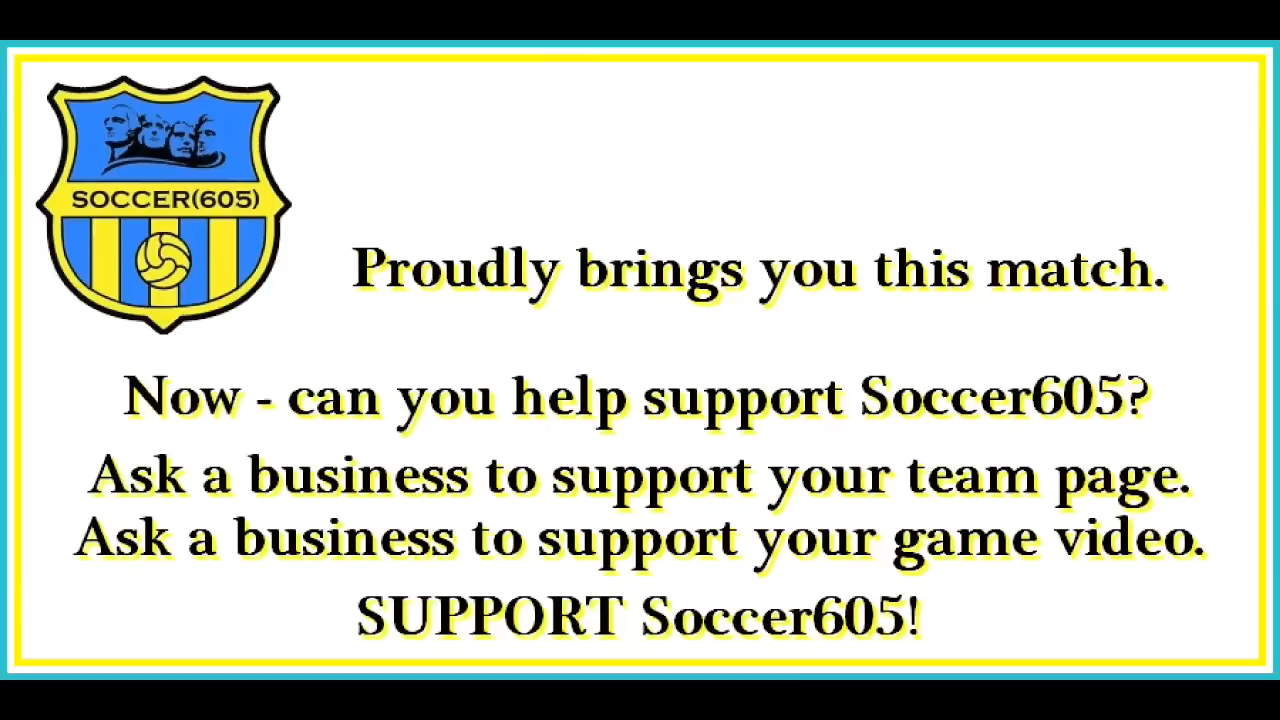 SOCCER(605)
Proudly brings you this match.
Now - can you help support Soccer605?
Ask a business to support your team page.
Ask a business to support your game video.
SUPPORT Soccer605!